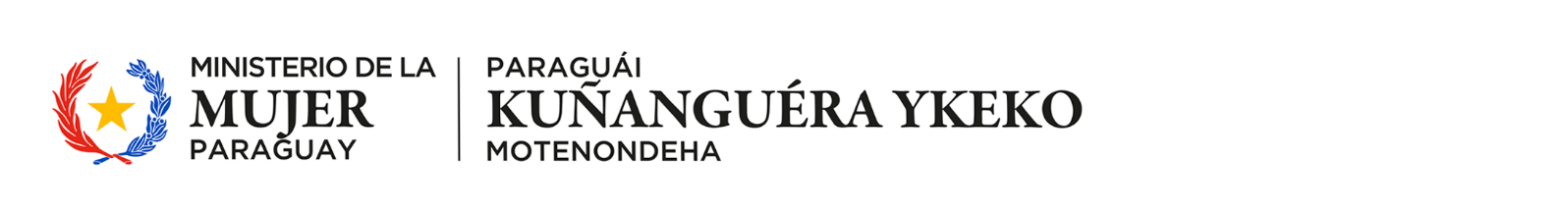 MINISTERIO DE LA
MUJER
PARAGUAY
PARAGUÁI
KUÑANGUÉRA YKEKO
MOTENONDEHA